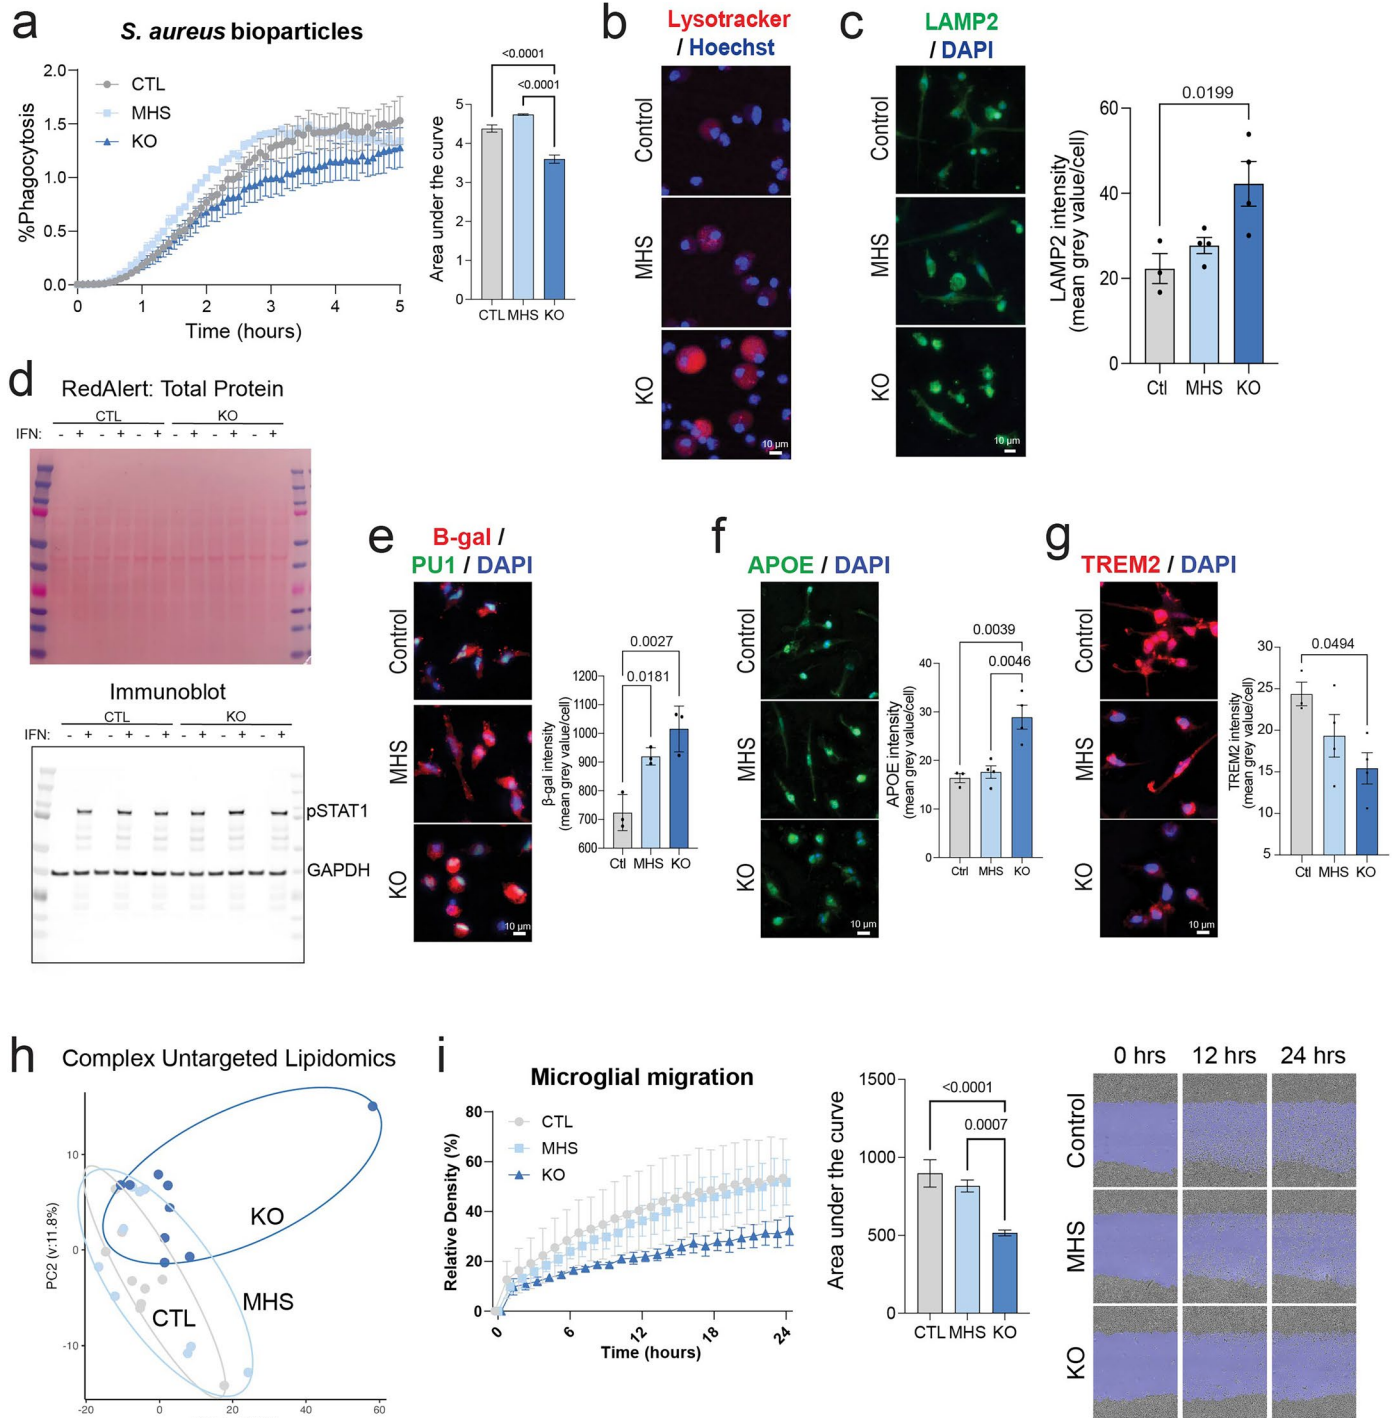 a
S. aureus bioparticles
2.0
1.5
1.0
0.5
0.0
%Phagocytosis
CTL
MHS
KO
0 1 2 3 4 5
Time (hours)
<0.0001
<0.0001
Area under the curve
5
4
3
2
1
0
CTL MHS KO
b
Lysotracker
/ Hoechst
Control
MHS
KO
10 µm
c
LAMP2
/ DAPI
Control
MHS
KO
10 µm
0.0199
LAMP2 intensity
(mean grey value/cell)
60
40
20
0
Ctl MHS KO
d
RedAlert: Total Protein
CTL KO
IFN: - + - + - + - + - + - +
Immunoblot
CTL KO
IFN: - + - + - + - + - + - +
pSTAT1
GAPDH
e
B-gal /
PU1 / DAPI
Control
MHS
KO
10 µm
0.0027
0.0181
β-gal intensity
(mean grey value/cell)
1200
1100
1000
900
800
700
600
Ctl MHS KO
f
APOE / DAPI
Control
MHS
KO
10 µm
0.0039
0.0046
APOE intensity
(mean grey value/cell)
40
30
20
10
0
Ctrl MHS KO
g
TREM2 / DAPI
Control
MHS
KO
10 µm
0.0494
TREM2 intensity
(mean grey value/cell)
30
25
20
15
10
5
Ctl MHS KO
h
Complex Untargeted Lipidomics
PC2 (v:11.8%)
10
0
-10
KO
MHS
CTL
-20 0 20 40 60
i
Microglial migration
Relative Density (%)
80
60
40
20
0
CTL
MHS
KO
0 6 12 18 24
Time (hours)
<0.0001
0.0007
Area under the curve
1500
1000
500
0
CTL MHS KO
0 hrs 12 hrs 24 hrs
Control
MHS
KO